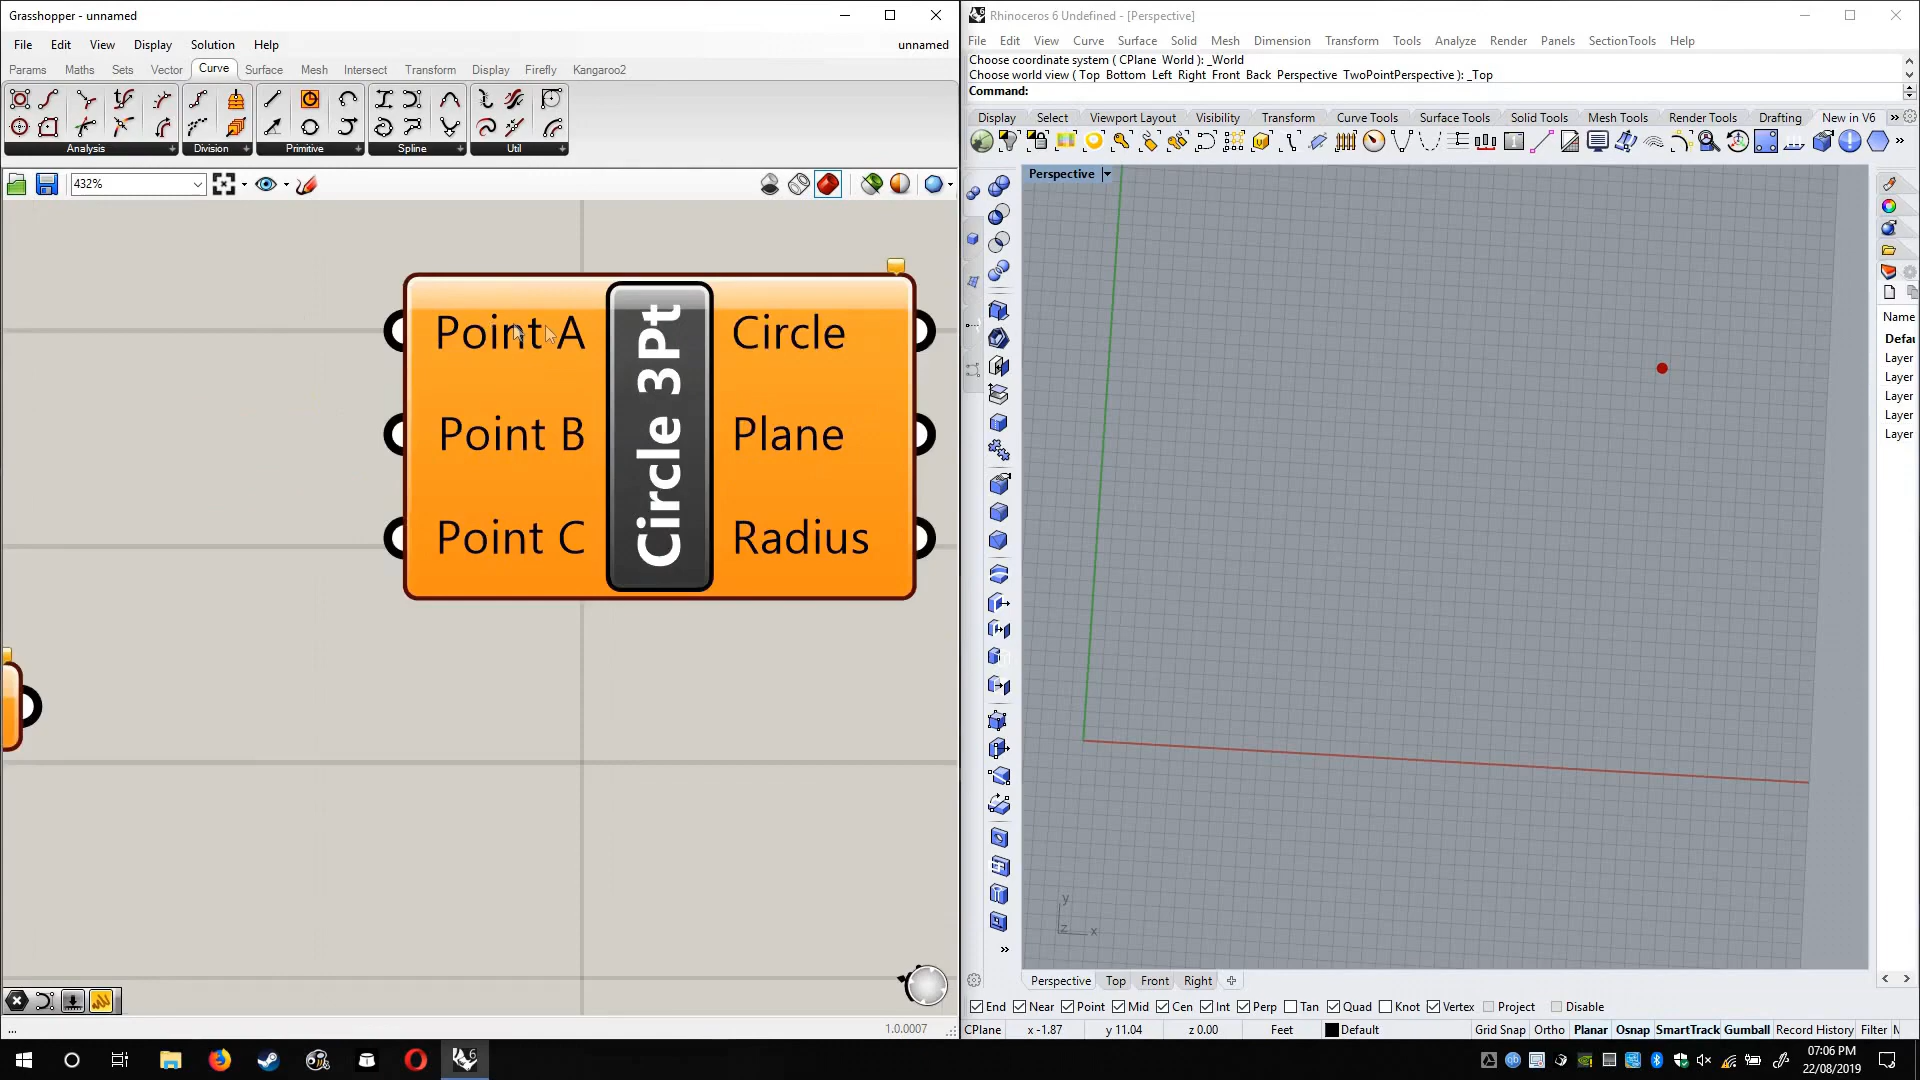 Grasshopper - unnamed
File Edit View Display Solution Help
unnamed
Params Maths Sets Vector Curve Surface Mesh Intersect Transform Display Firefly Kangaroo2
Analysis Division Primitive Spline Util
432%
Point A
Point B
Point C
Circle 3Pt
Circle
Plane
Radius
...
1.0.0007
Rhinoceros 6 Undefined - [Perspective]
File Edit View Curve Surface Solid Mesh Dimension Transform Tools Analyze Render Panels SectionTools Help
Choose coordinate system ( CPlane World ): _World
Choose world view ( Top Bottom Left Right Front Back Perspective TwoPointPerspective ): _Top
Command:
Display Select Viewport Layout Visibility Transform Curve Tools Surface Tools Solid Tools Mesh Tools Render Tools Drafting New in V6
Perspective
Name
Defau
Layer
Layer
Layer
Layer
Layer
y
z x
Perspective Top Front Right
End Near Point Mid Cen Int Perp Tan Quad Knot Vertex Project Disable
CPlane x -1.87 y 11.04 z 0.00 Feet Default Grid Snap Ortho Planar Osnap SmartTrack Gumball Record History Filter
07:06 PM
22/08/2019